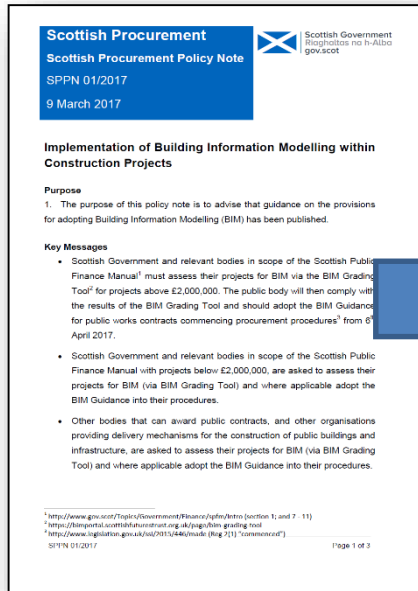 Scottish Procurement
Scottish Procurement Policy Note
SPPN 01/2017
9 March 2017
Scottish Government
Riaghaltas na h-Alba
gov.scot
Implementation of Building Information Modelling within
Construction Projects
Purpose
1. The purpose of this policy note is to advise that guidance on the provisions
for adopting Building Information Modelling (BIM) has been published.
Key Messages
• Scottish Government and relevant bodies in scope of the Scottish Public
Finance Manual1 must assess their projects for BIM via the BIM Grading
Tool2 for projects above £2,000,000. The public body will then comply with
the results of the BIM Grading Tool and should adopt the BIM Guidance
for public works contracts commencing procurement procedures3 from 6
April 2017.
• Scottish Government and relevant bodies in scope of the Scottish Public
Finance Manual with projects below £2,000,000, are asked to assess their
projects for BIM (via BIM Grading Tool) and where applicable adopt the
BIM Guidance into their procedures.
• Other bodies that can award public contracts, and other organisations
providing delivery mechanisms for the construction of public buildings and
infrastructure, are asked to assess their projects for BIM (via BIM Grading
Tool) and where applicable adopt the BIM Guidance into their procedures.
1 http://www.gov.scot/Topics/Government/Finance/spfm/Intro (section 1; and 7 - 11)
2 https://bimportal.scottishfuturestrust.org.uk/page/bim-grading-tool
3 http://www.legislation.gov.uk/ssi/2015/446/made (Reg 2(1) "commenced")
SPPN 01/2017 Page 1 of 3